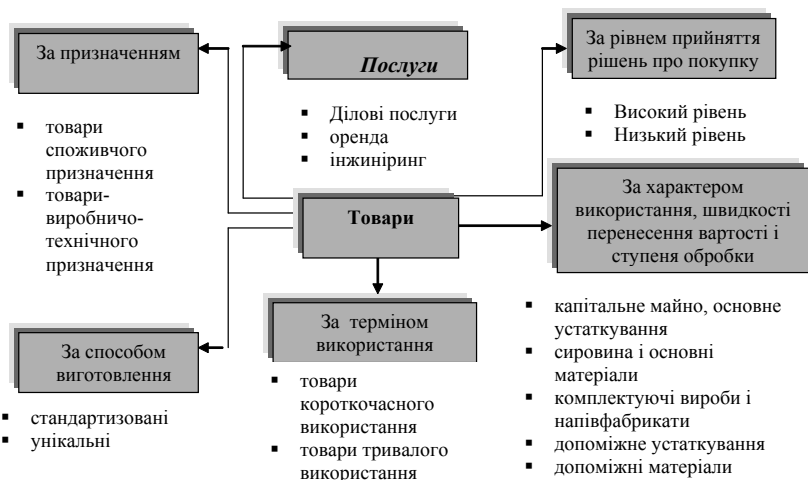 За призначенням
▪ товари
споживчого
призначення
▪ товари-
виробничо-
технічного
призначення
Послуги
▪ Ділові послуги
▪ оренда
▪ інжиніринг
За рівнем прийняття
рішень про покупку
▪ Високий рівень
▪ Низький рівень
Товари
За характером
використання, швидкості
перенесення вартості і
ступеня обробки
▪ капітальне майно, основне
устаткування
▪ сировина і основні
матеріали
▪ комплектуючі вироби і
напівфабрикати
▪ допоміжне устаткування
▪ допоміжні матеріали
За терміном
використання
▪ товари
короткочасного
використання
▪ товари тривалого
використання
За способом
виготовлення
▪ стандартизовані
▪ унікальні